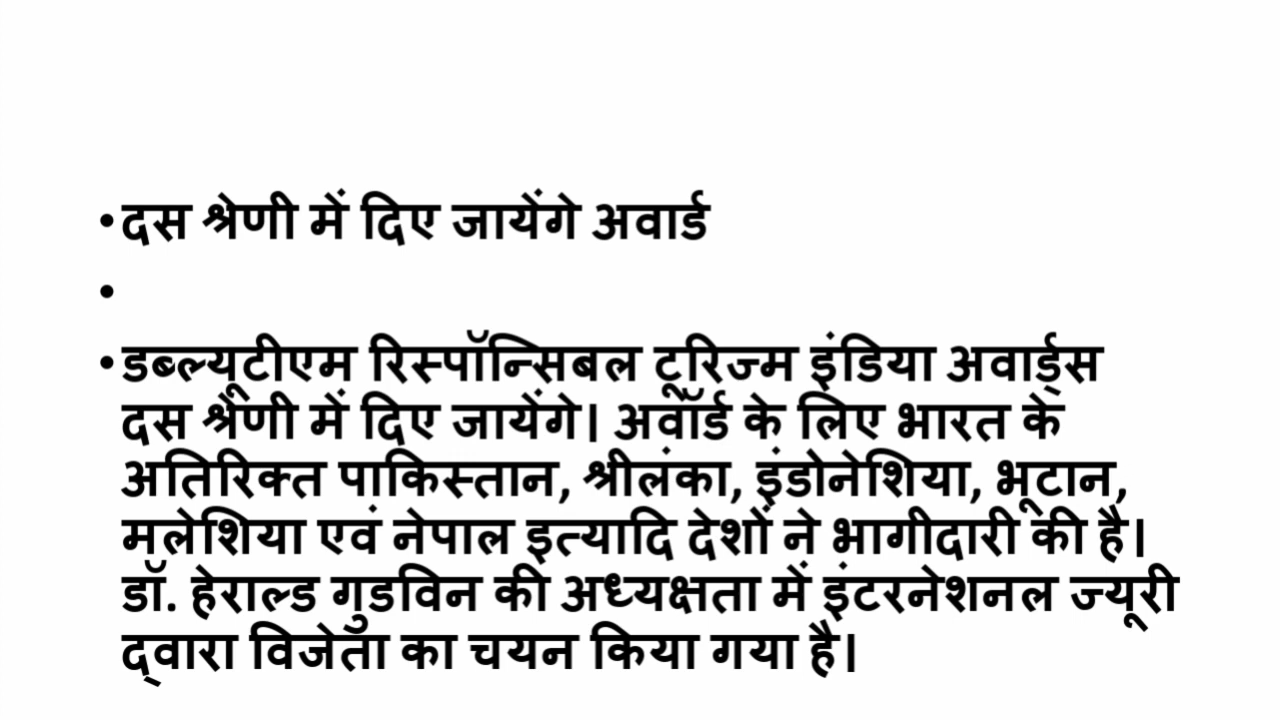 • दस श्रेणी में दिए जायेंगे अवार्ड
•
• डब्ल्यूटीएम रिस्पॉन्सिबल टूरिज्म इंडिया अवार्ड्स
दस श्रेणी में दिए जायेंगे। अवॉर्ड के लिए भारत के
अतिरिक्त पाकिस्तान, श्रीलंका, इंडोनेशिया, भूटान,
मलेशिया एवं नेपाल इत्यादि देशों ने भागीदारी की है।
डॉ. हेराल्ड गुडविन की अध्यक्षता में इंटरनेशनल ज्यूरी
द्वारा विजेता का चयन किया गया है।